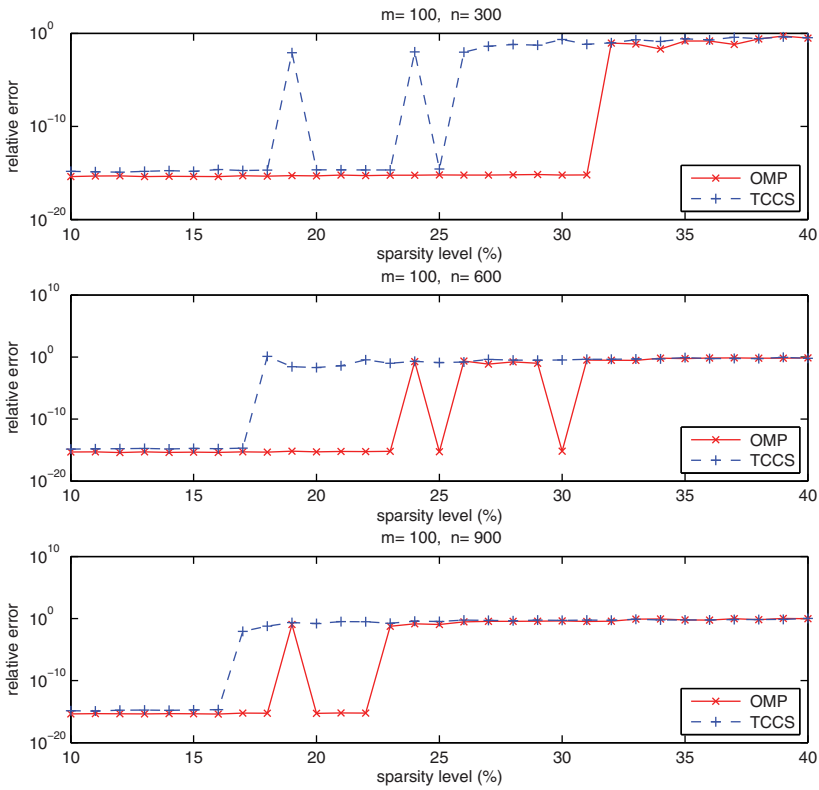 m= 100, n= 300
10^0
10^-10
10^-20
relative error
10 15 20 25 30 35 40
sparsity level (%)
OMP
TCCS
m= 100, n= 600
10^10
10^0
10^-10
10^-20
relative error
10 15 20 25 30 35 40
sparsity level (%)
OMP
TCCS
m= 100, n= 900
10^10
10^0
10^-10
10^-20
relative error
10 15 20 25 30 35 40
sparsity level (%)
OMP
TCCS